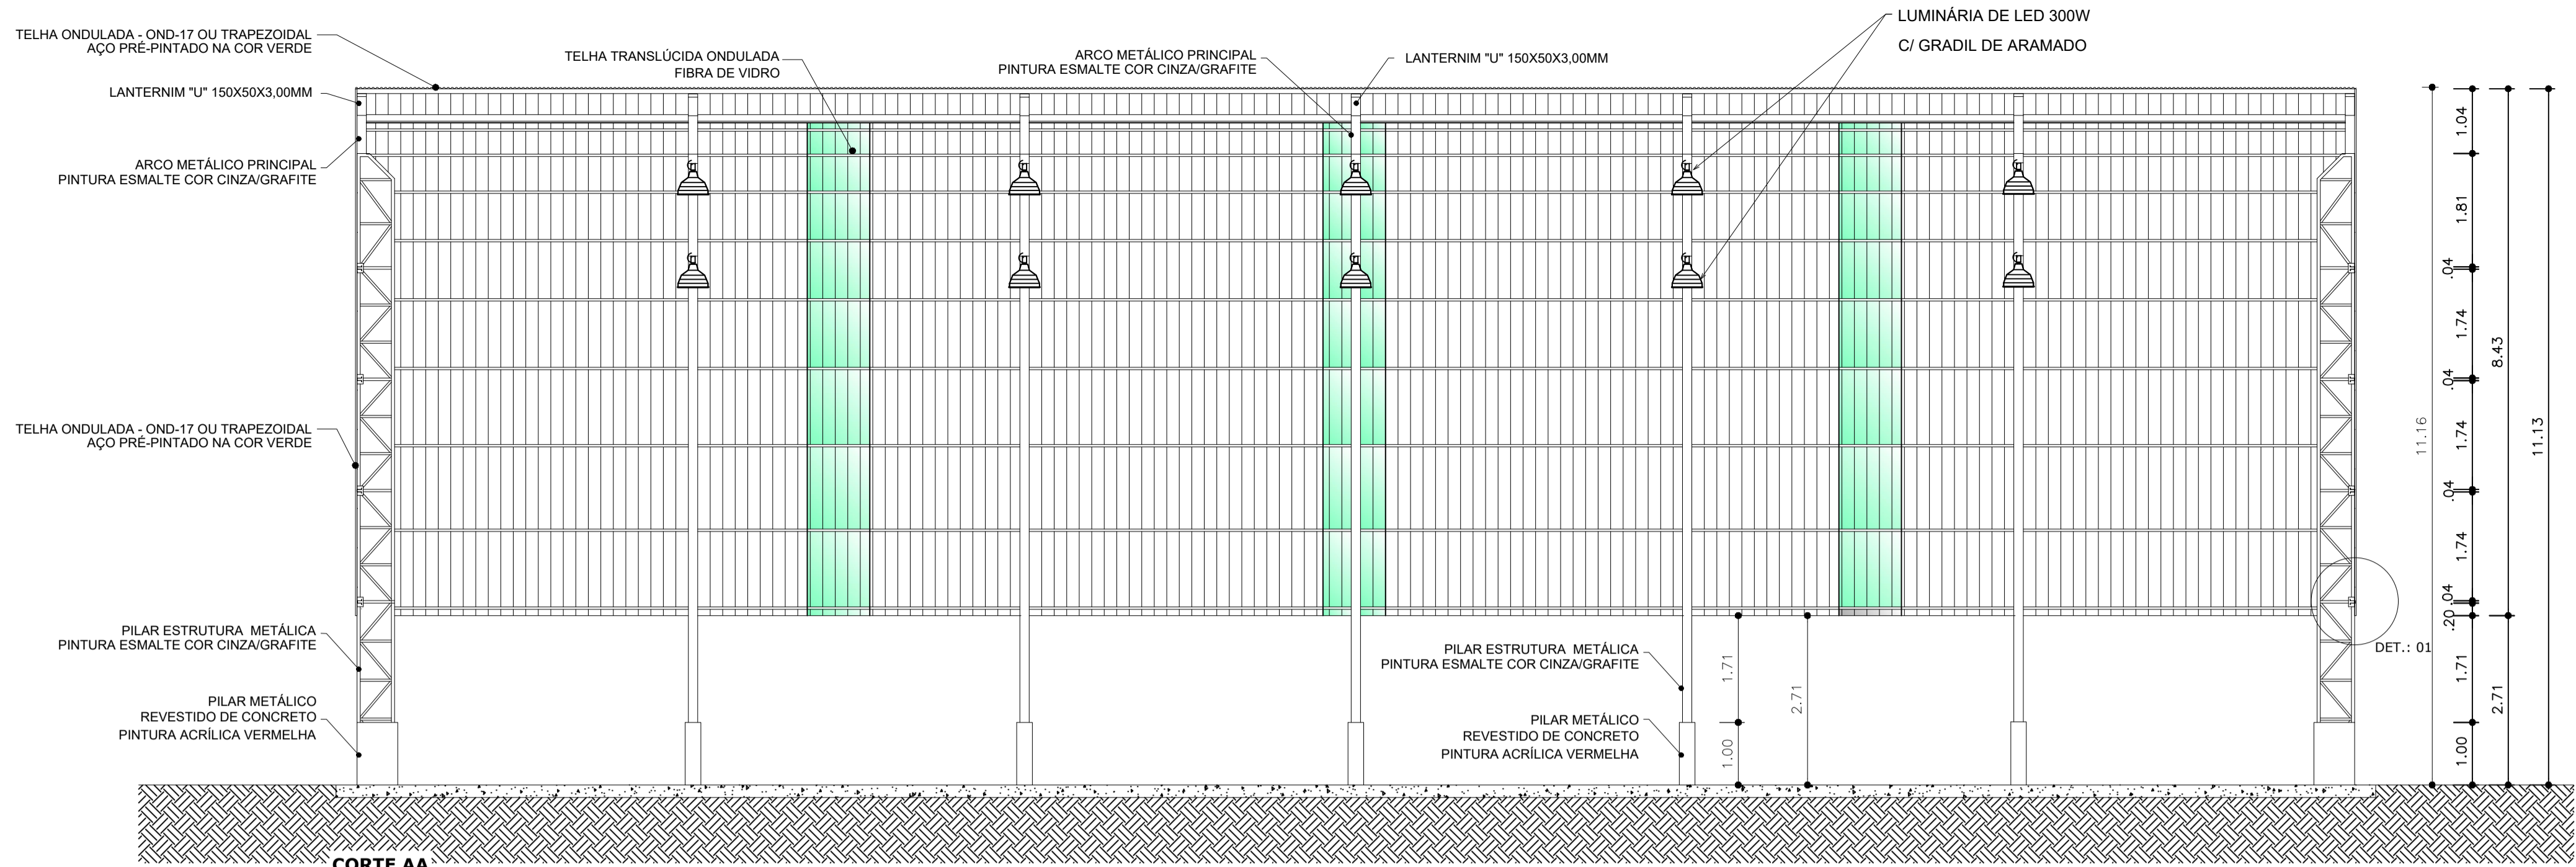 LUMINÁRIA DE LED 300W
C/ GRADIL DE ARAMADO
TELHA ONDULADA - OND-17 OU TRAPEZOIDAL
AÇO PRÉ-PINTADO NA COR VERDE
TELHA TRANSLÚCIDA ONDULADA
FIBRA DE VIDRO
ARCO METÁLICO PRINCIPAL
PINTURA ESMALTE COR CINZA/GRAFITE
LANTERNIM "U" 150X50X3,00MM
LANTERNIM "U" 150X50X3,00MM
ARCO METÁLICO PRINCIPAL
PINTURA ESMALTE COR CINZA/GRAFITE
TELHA ONDULADA - OND-17 OU TRAPEZOIDAL
AÇO PRÉ-PINTADO NA COR VERDE
PILAR ESTRUTURA  METÁLICA
PINTURA ESMALTE COR CINZA/GRAFITE
PILAR METÁLICO
REVESTIDO DE CONCRETO
PINTURA ACRÍLICA VERMELHA
PILAR ESTRUTURA  METÁLICA
PINTURA ESMALTE COR CINZA/GRAFITE
PILAR METÁLICO
REVESTIDO DE CONCRETO
PINTURA ACRÍLICA VERMELHA
1.71
1.00
2.71
DET.: 01
11.16
1.04
1.81
.04
1.74
.04
1.74
.04
1.74
.04
.20
1.71
1.00
8.43
2.71
11.13
CORTE AA